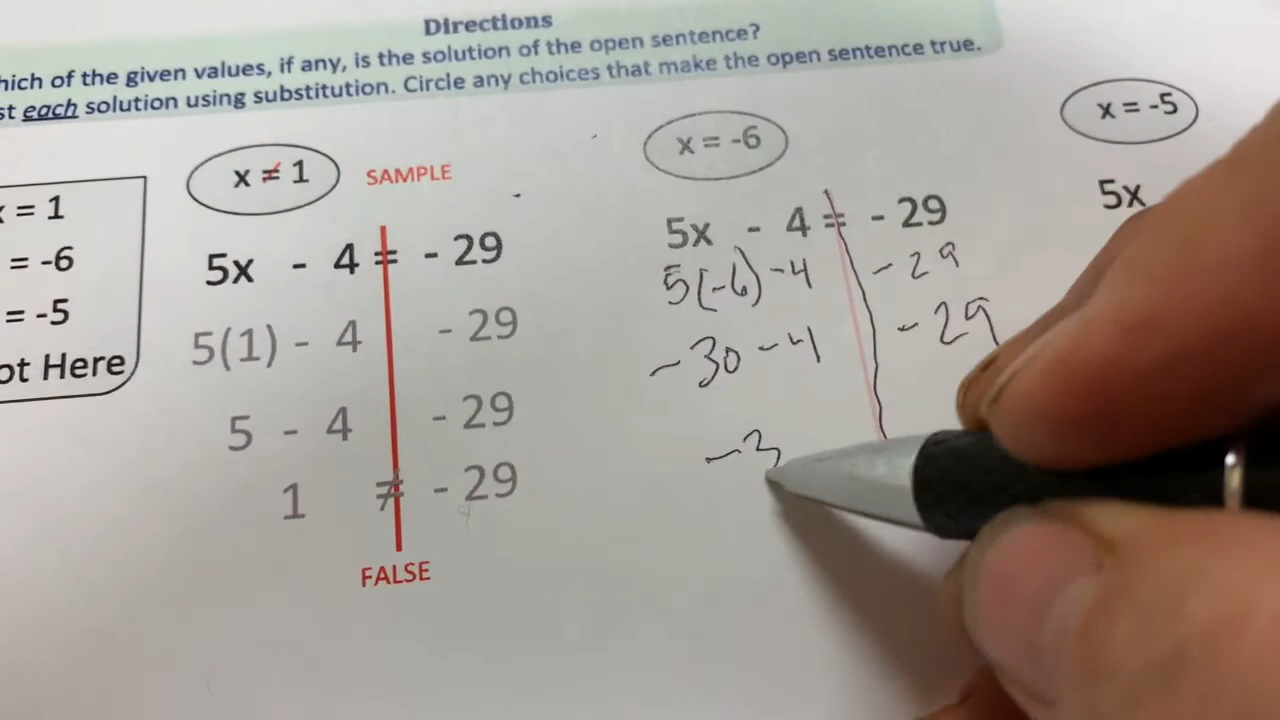 Directions
hich of the given values, if any, is the solution of the open sentence?
st each solution using substitution. Circle any choices that make the open sentence true.
x = 1
= -6
= -5
ot Here
x ≠ 1
SAMPLE
5x - 4 = - 29
5(1) - 4 - 29
5 - 4 - 29
1 ≠ - 29
FALSE
x = -6
5x - 4 = - 29
5(-6) -4 - 29
-30 -4 - 29
-3
x = -5
5x